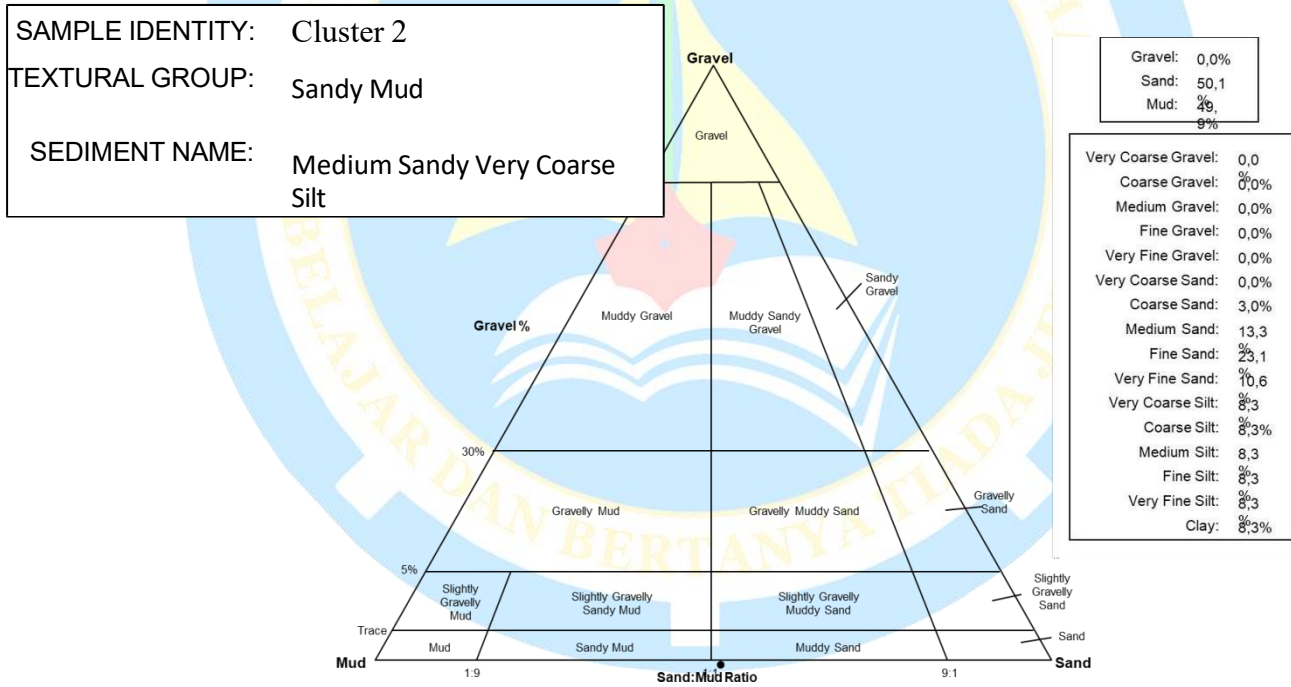 SAMPLE IDENTITY: Cluster 2
TEXTURAL GROUP: Sandy Mud
SEDIMENT NAME: Medium Sandy Very Coarse
Silt
Gravel
Gravel
Gravel: 0,0%
Sand: 50,1
%
Mud: 49,
9%
Very Coarse Gravel: 0,0
%
Coarse Gravel: 0,0%
Medium Gravel: 0,0%
Fine Gravel: 0,0%
Very Fine Gravel: 0,0%
Very Coarse Sand: 0,0%
Coarse Sand: 3,0%
Medium Sand: 13,3
%
Fine Sand: 23,1
%
Very Fine Sand: 10,6
%
Very Coarse Silt: 8,3
%
Coarse Silt: 8,3%
Medium Silt: 8,3
%
Fine Silt: 8,3
%
Very Fine Silt: 8,3
%
Clay: 8,3%
Sandy
Gravel
Muddy Gravel
Muddy Sandy
Gravel
Gravel %
30%
Gravelly Mud
Gravelly Muddy Sand
Gravelly
Sand
5%
Slightly
Gravelly
Mud
Slightly Gravelly
Sandy Mud
Slightly Gravelly
Muddy Sand
Slightly
Gravelly
Sand
Trace
Mud
Sandy Mud
Muddy Sand
Sand
Mud
Sand
1:9
1:1
9:1
Sand:Mud Ratio
BELAJAR DAN BERTANYA TIADA